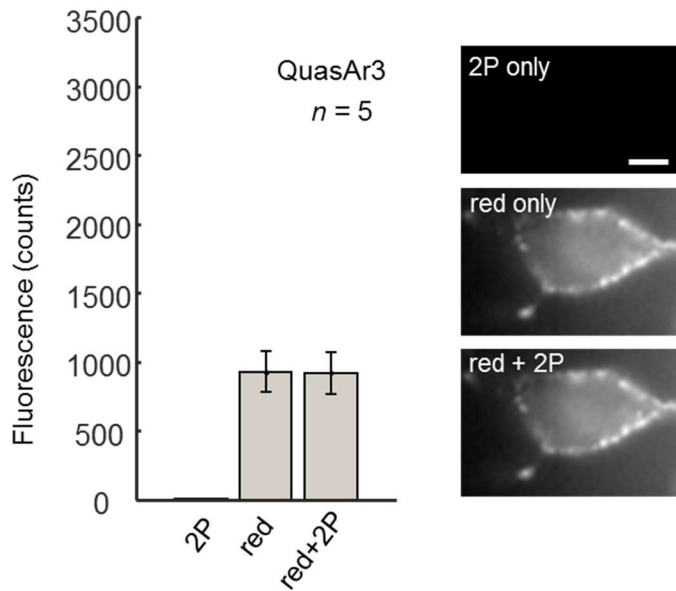 3500
3000
2500
2000
1500
1000
500
0
Fluorescence (counts)
QuasAr3
n = 5
2P
red
red+2P
2P only
red only
red + 2P